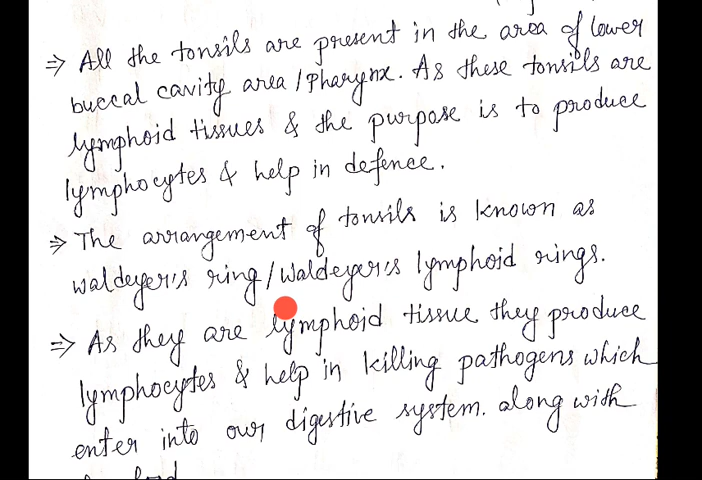 ⇒ All the tonsils are present in the area of lower
buccal cavity area / Pharynx. As these tonsils are
lymphoid tissues & the purpose is to produce
lymphocytes & help in defence.
⇒ The arrangement of tonsils is known as
waldeyer's ring / Waldeyer's lymphoid rings.
⇒ As they are lymphoid tissue they produce
lymphocytes & help in killing pathogens which
enter into our digestive system. along with